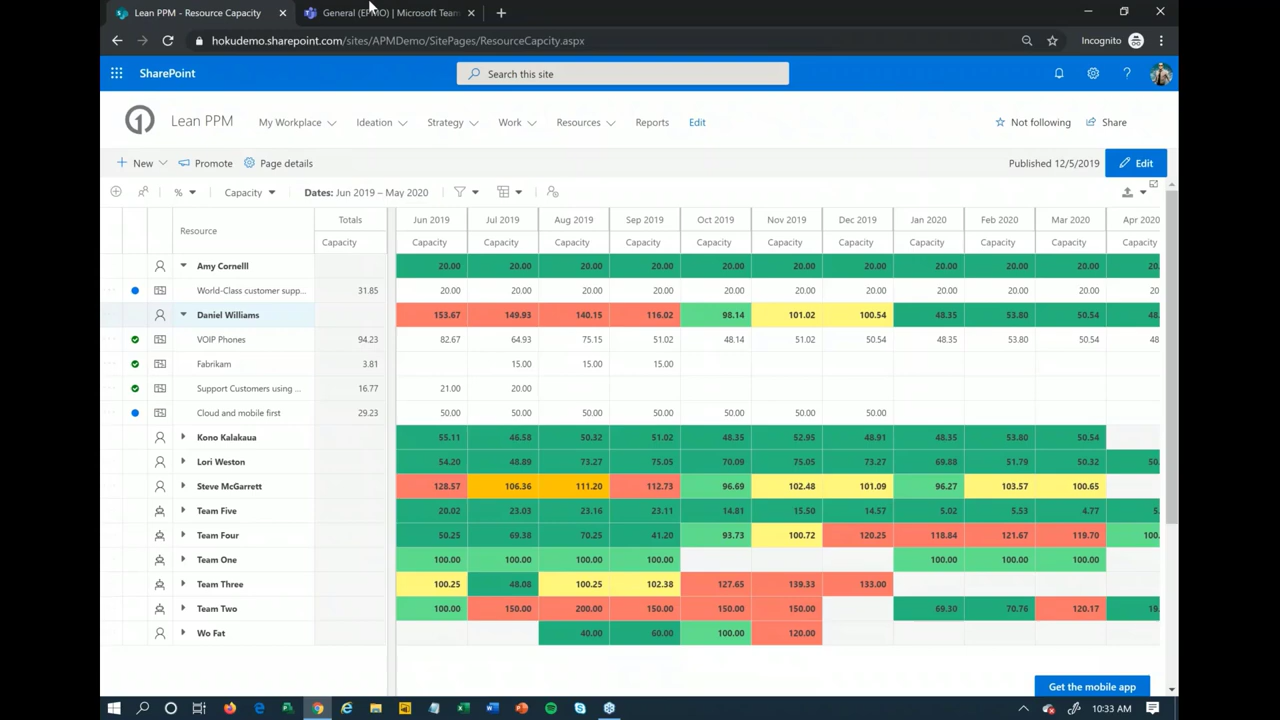 Lean PPM - Resource Capacity
General (EPMO) | Microsoft Team
hokudemo.sharepoint.com/sites/APMDemo/SitePages/ResourceCapcity.aspx
Incognito
SharePoint
Search this site
Lean PPM
My Workplace Ideation Strategy Work Resources Reports Edit
Not following Share
New Promote Page details
Published 12/5/2019 Edit
% Capacity Dates: Jun 2019 – May 2020
Resource Totals Jun 2019 Jul 2019 Aug 2019 Sep 2019 Oct 2019 Nov 2019 Dec 2019 Jan 2020 Feb 2020 Mar 2020 Apr 2020
Capacity Capacity Capacity Capacity Capacity Capacity Capacity Capacity Capacity Capacity Capacity Capacity
Amy Cornelll 20.00 20.00 20.00 20.00 20.00 20.00 20.00 20.00 20.00 20.00 20.
World-Class customer supp... 31.85 20.00 20.00 20.00 20.00 20.00 20.00 20.00 20.00 20.00 20.00 20
Daniel Williams 153.67 149.93 140.15 116.02 98.14 101.02 100.54 48.35 53.80 50.54 48.
VOIP Phones 94.23 82.67 64.93 75.15 51.02 48.14 51.02 50.54 48.35 53.80 50.54 48
Fabrikam 3.81 15.00 15.00 15.00
Support Customers using ... 16.77 21.00 20.00
Cloud and mobile first 29.23 50.00 50.00 50.00 50.00 50.00 50.00 50.00
Kono Kalakaua 55.11 46.58 50.32 51.02 48.35 52.95 48.91 48.35 53.80 50.54
Lori Weston 54.20 48.89 73.27 75.05 70.09 75.05 73.27 69.88 51.79 50.32 50.
Steve McGarrett 128.57 106.36 111.20 112.73 96.69 102.48 101.09 96.27 103.57 100.65
Team Five 20.02 23.03 23.16 23.11 14.81 15.50 14.57 5.02 5.53 4.77 5.
Team Four 50.25 69.38 70.25 41.20 93.73 100.72 120.25 118.84 121.67 119.70 100.
Team One 100.00 100.00 100.00 100.00 100.00 100.00 100.00
Team Three 100.25 48.08 100.25 102.38 127.65 139.33 133.00
Team Two 100.00 150.00 200.00 150.00 150.00 150.00 69.30 70.76 120.17 19.
Wo Fat 40.00 60.00 100.00 120.00
Get the mobile app
10:33 AM